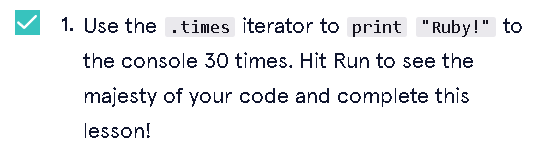 1. Use the .times iterator to print "Ruby!" to
the console 30 times. Hit Run to see the
majesty of your code and complete this
lesson!